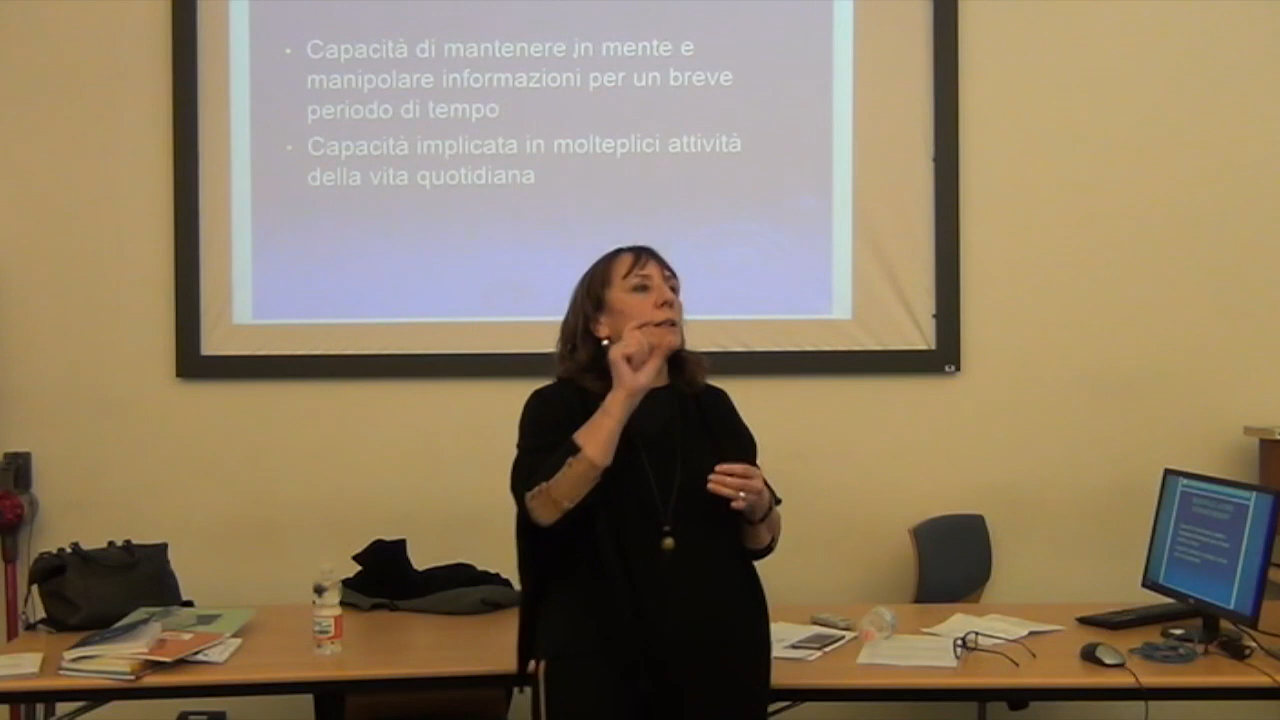 Capacità di mantenere in mente e
manipolare informazioni per un breve
periodo di tempo
Capacità implicata in molteplici attività
della vita quotidiana